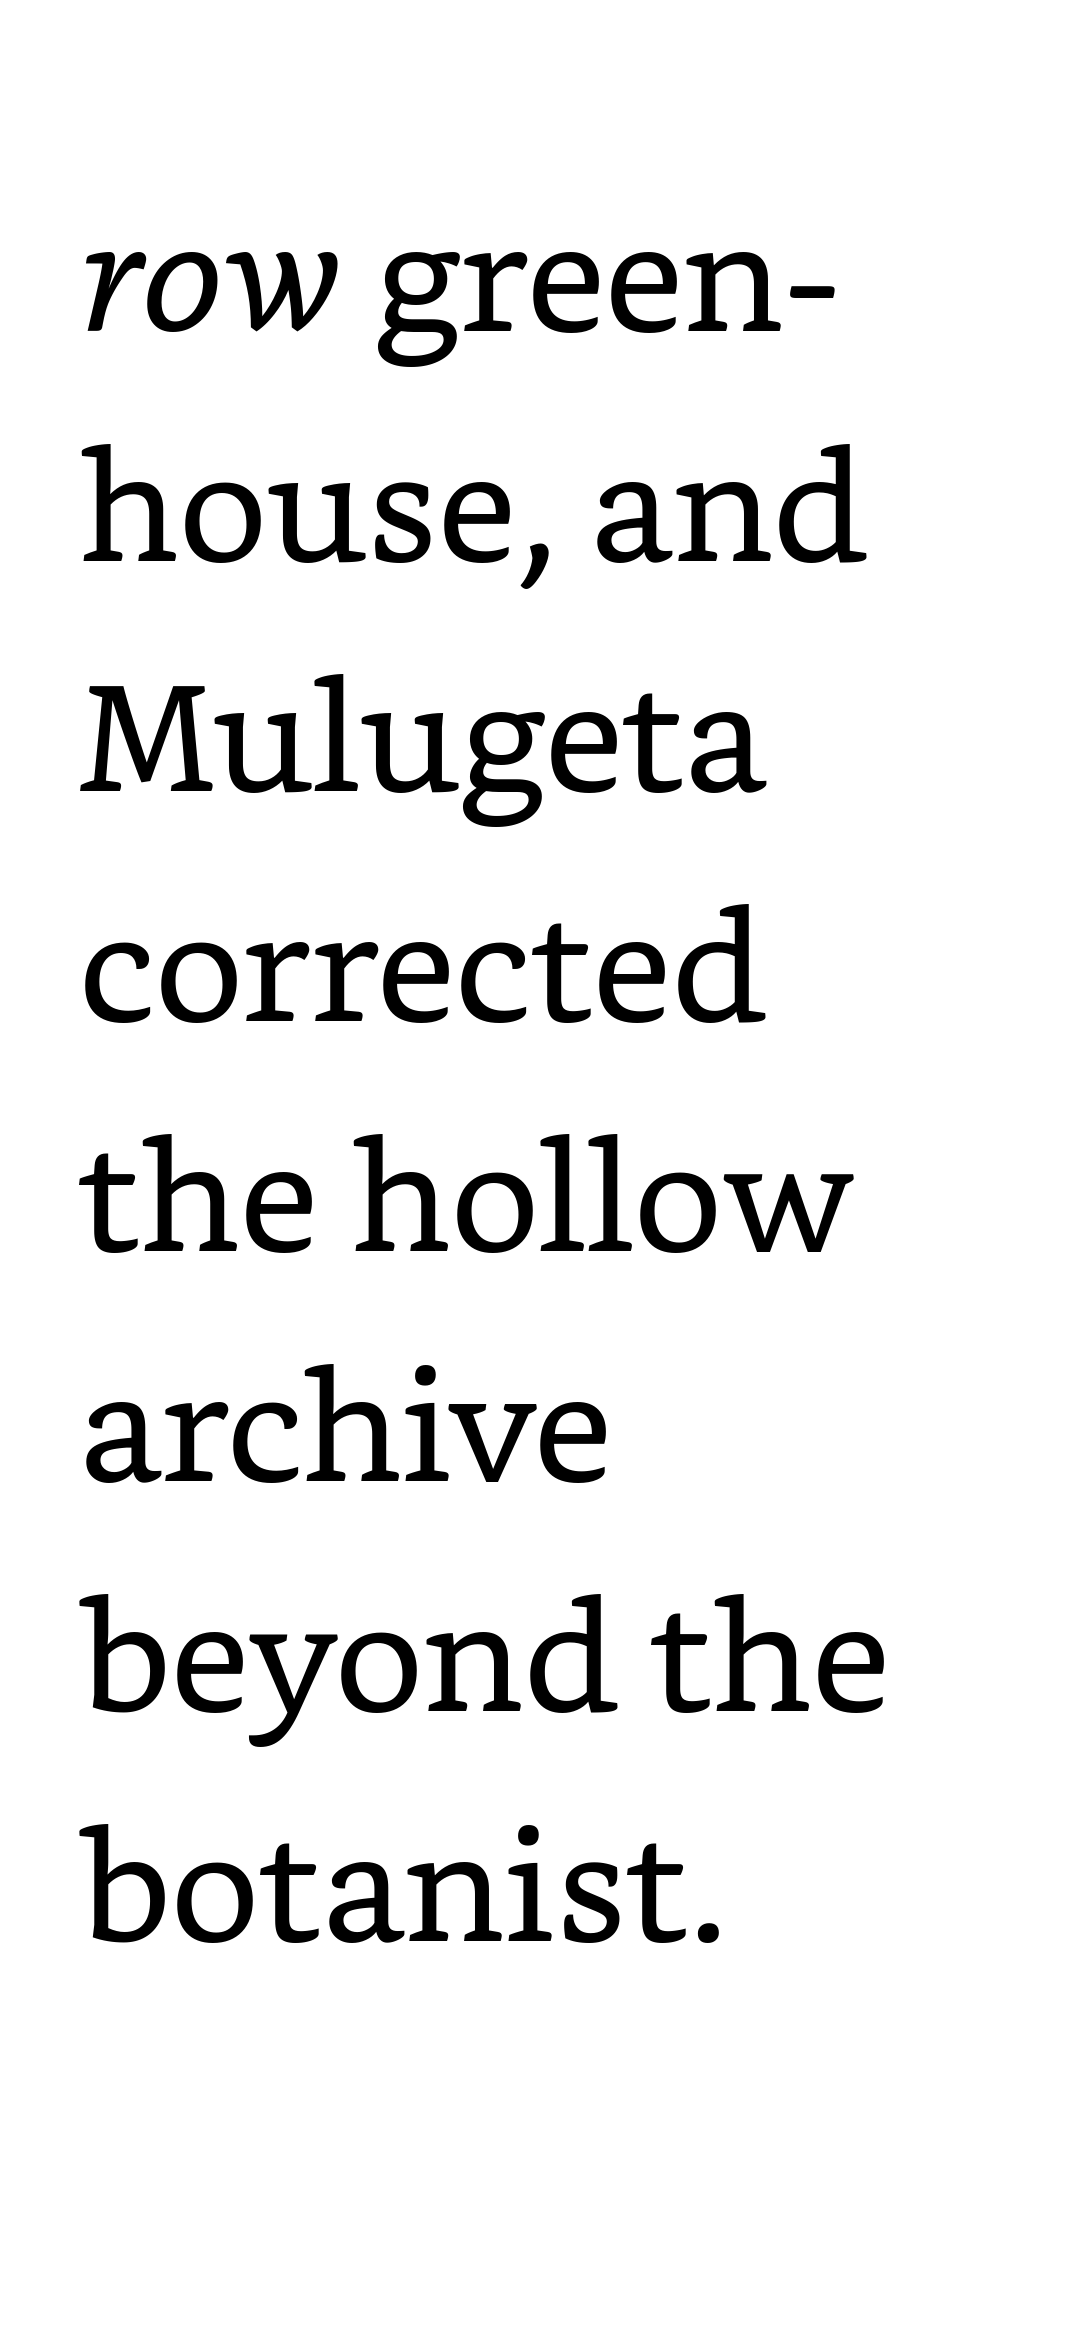 row green-
house, and
Mulugeta
corrected
the hollow
archive
beyond the
botanist.